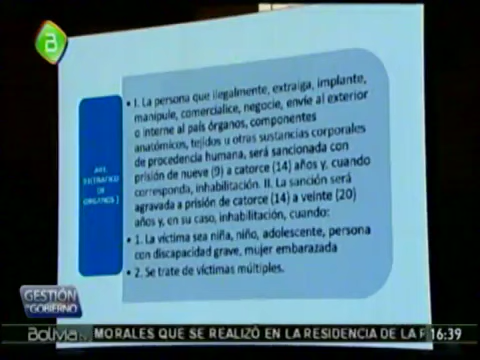 B
• I. La persona que ilegalmente, extraiga, implante,
manipule, comercialice, negocie, envíe al exterior
o interne al país órganos, componentes
anatómicos, tejidos u otras sustancias corporales
de procedencia humana, será sancionada con
prisión de nueve (9) a catorce (14) años y, cuando
corresponda, inhabilitación. II. La sanción será
agravada a prisión de catorce (14) a veinte (20)
años y, en su caso, inhabilitación, cuando:
• 1. La víctima sea niña, niño, adolescente, persona
con discapacidad grave, mujer embarazada
• 2. Se trate de víctimas múltiples.
ÓRGANOS)
GESTIÓN
GOBIERNO
Bolivia tv
MORALES QUE SE REALIZÓ EN LA RESIDENCIA DE LA
16:39